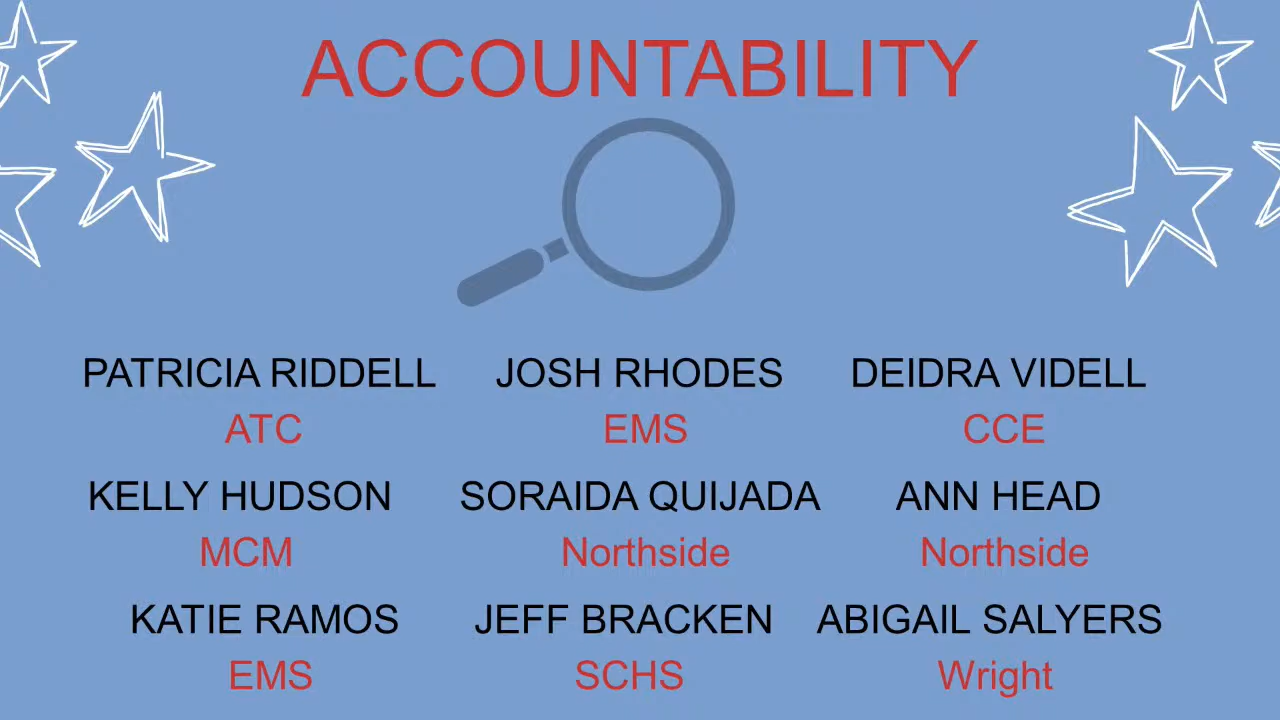 ACCOUNTABILITY
PATRICIA RIDDELL JOSH RHODES DEIDRA VIDELL
ATC EMS CCE
KELLY HUDSON SORAIDA QUIJADA ANN HEAD
MCM Northside Northside
KATIE RAMOS JEFF BRACKEN ABIGAIL SALYERS
EMS SCHS Wright